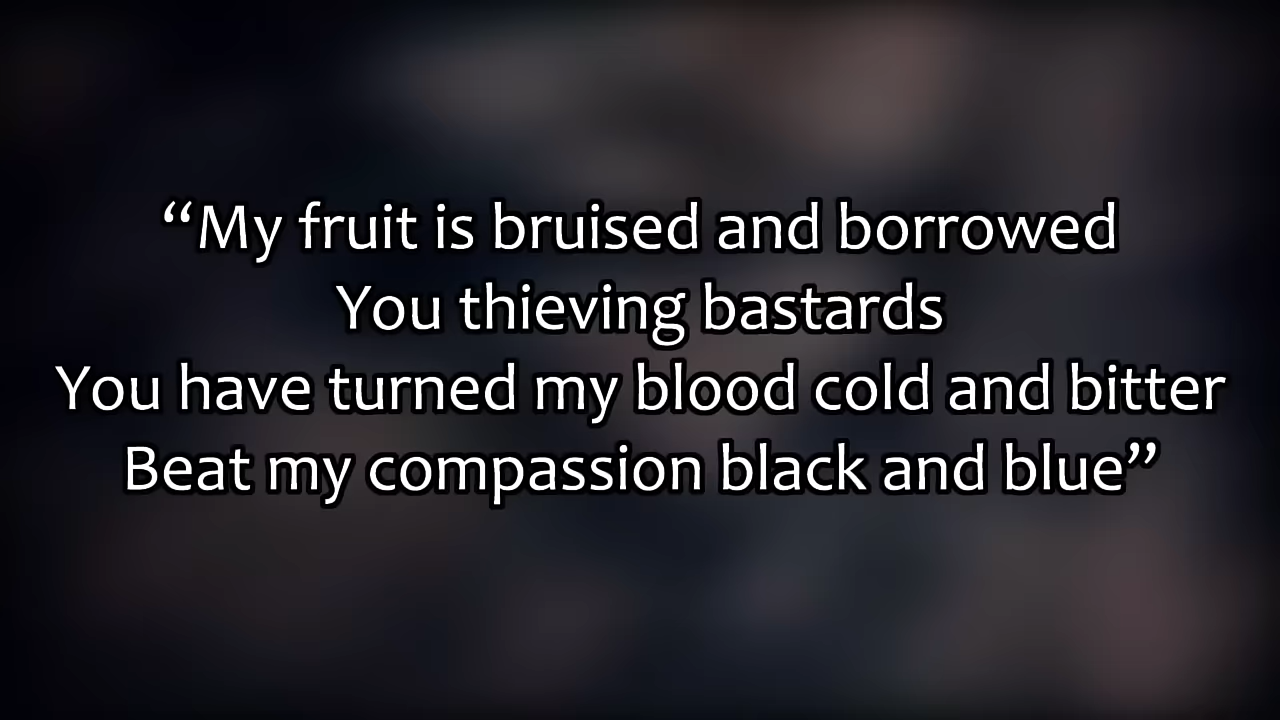 “My fruit is bruised and borrowed
You thieving bastards
You have turned my blood cold and bitter
Beat my compassion black and blue”